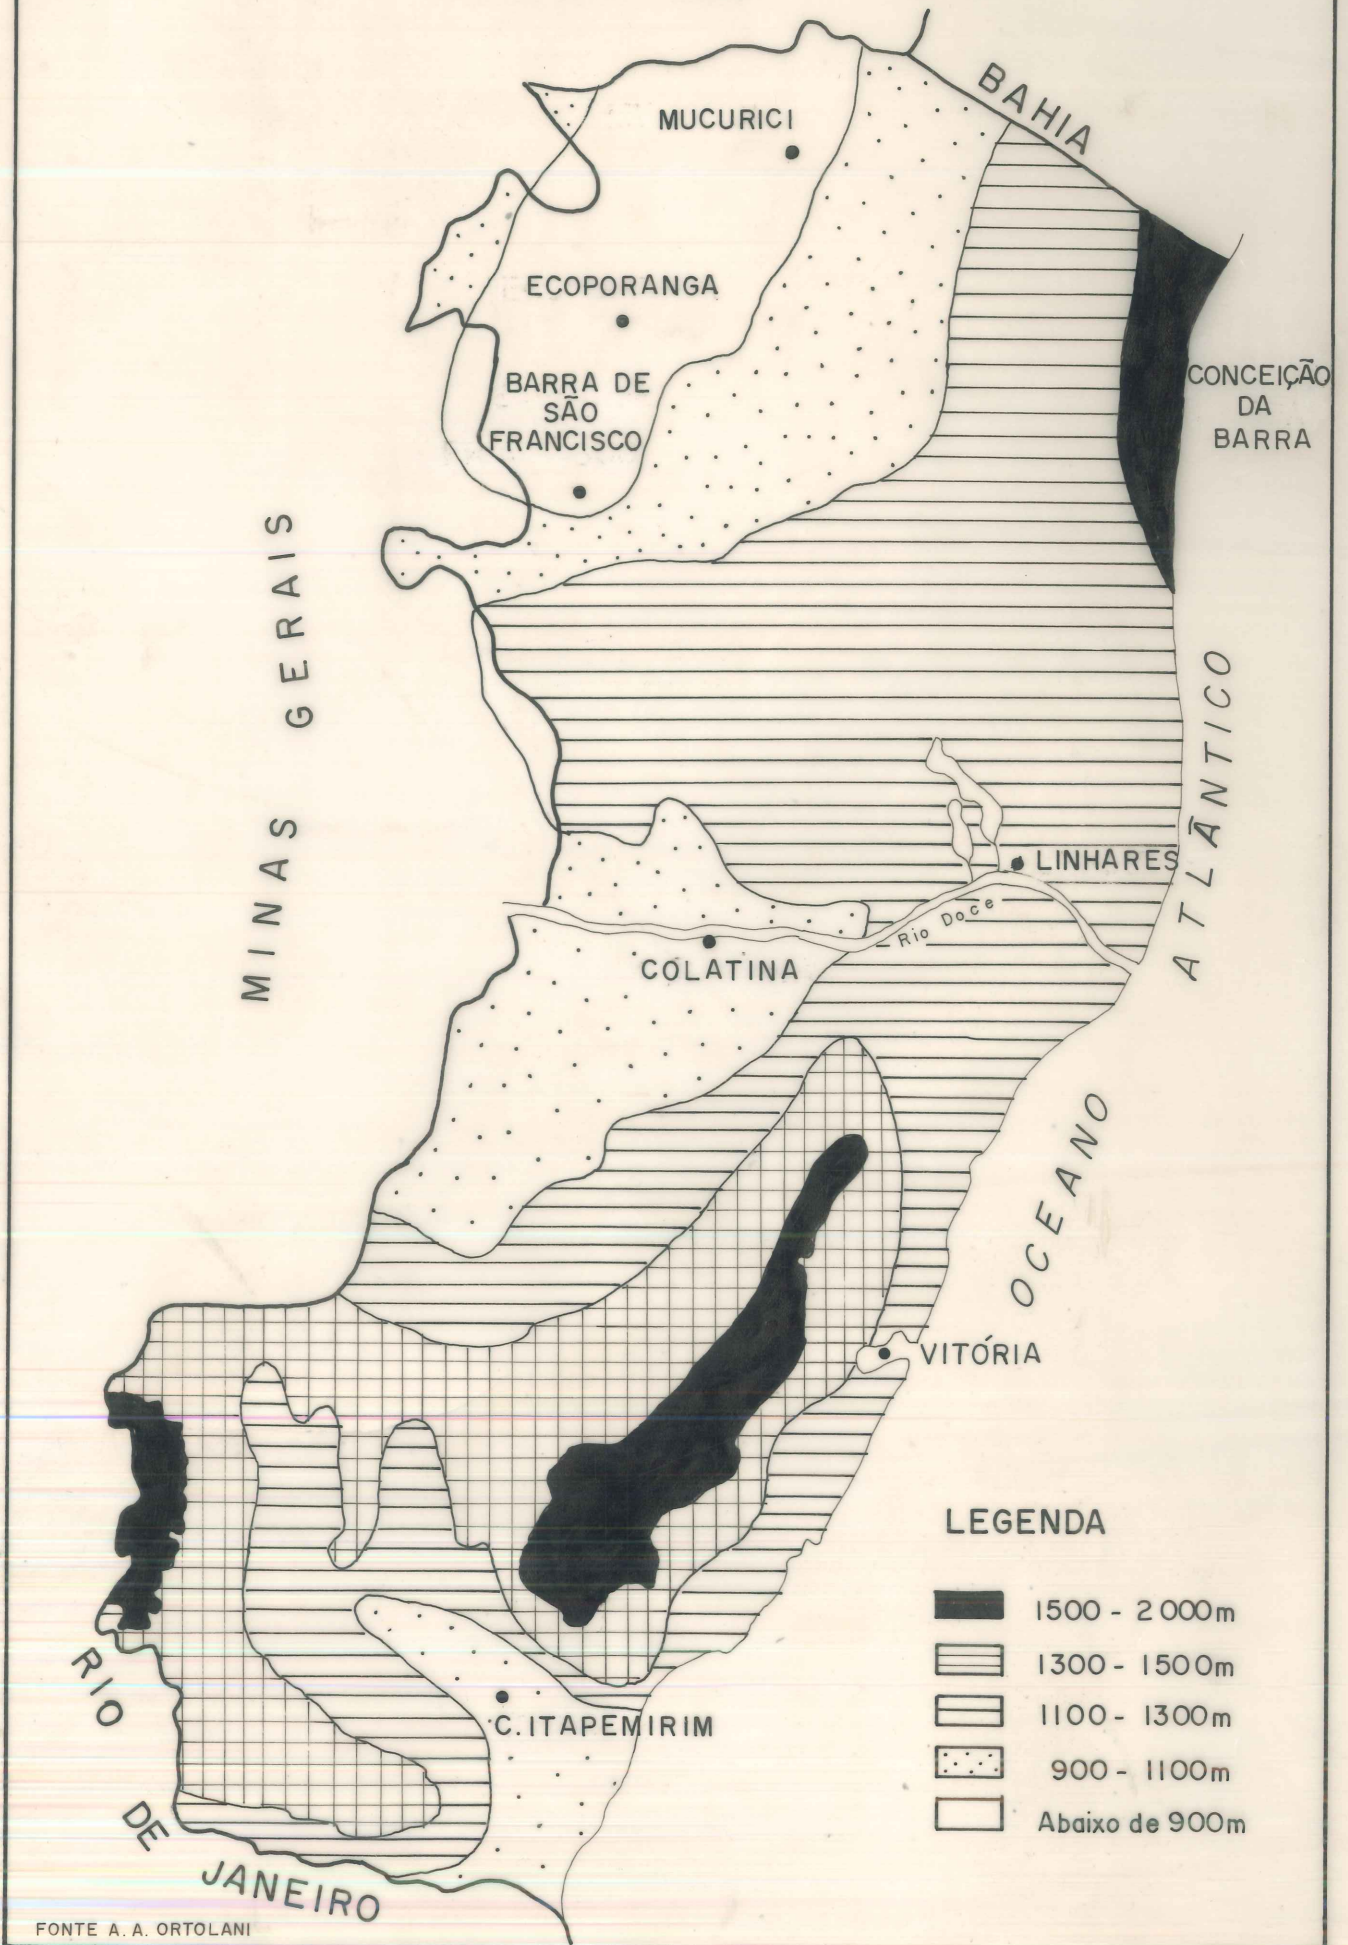 BAHIA
MUCURICI
ECOPORANGA
BARRA DE
SÃO
FRANCISCO
CONCEIÇÃO
DA
BARRA
MINAS GERAIS
OCEANO ATLÂNTICO
LINHARES
Rio Doce
COLATINA
VITÓRIA
C. ITAPEMIRIM
RIO DE JANEIRO
LEGENDA
1500 - 2000m
1300 - 1500m
1100 - 1300m
900 - 1100m
Abaixo de 900m
FONTE A. A. ORTOLANI